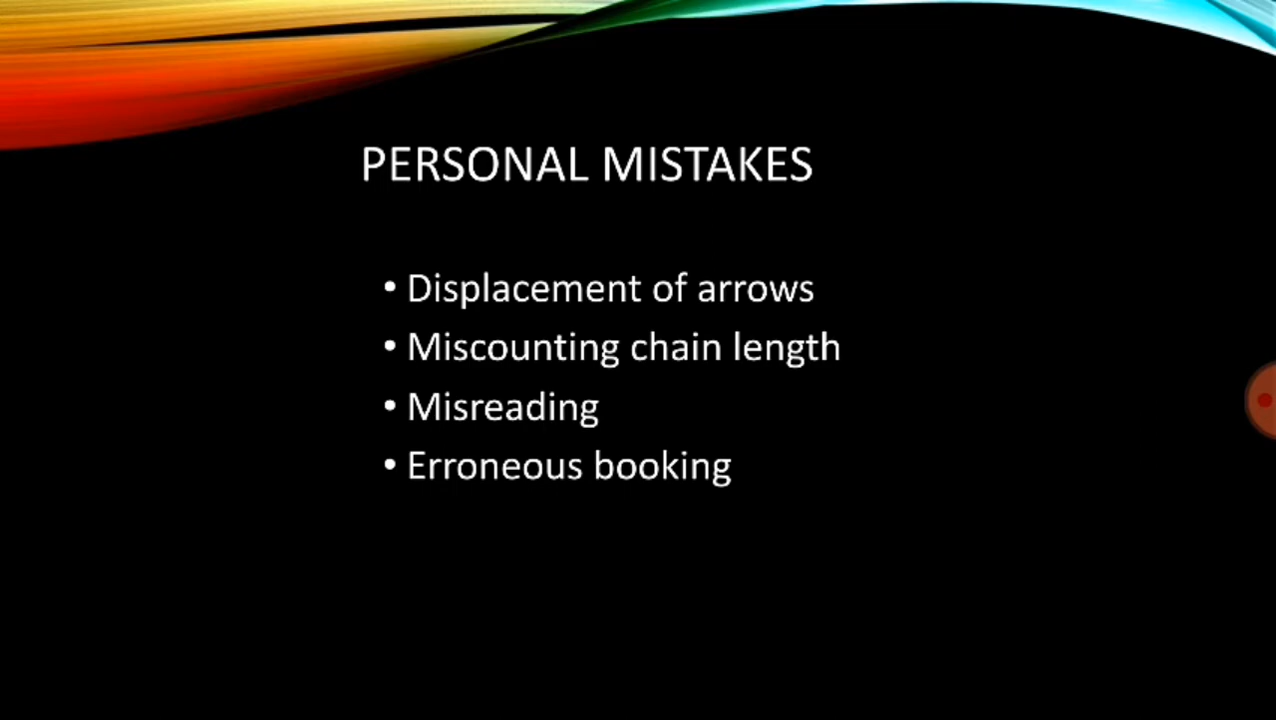 PERSONAL MISTAKES
• Displacement of arrows
• Miscounting chain length
• Misreading
• Erroneous booking